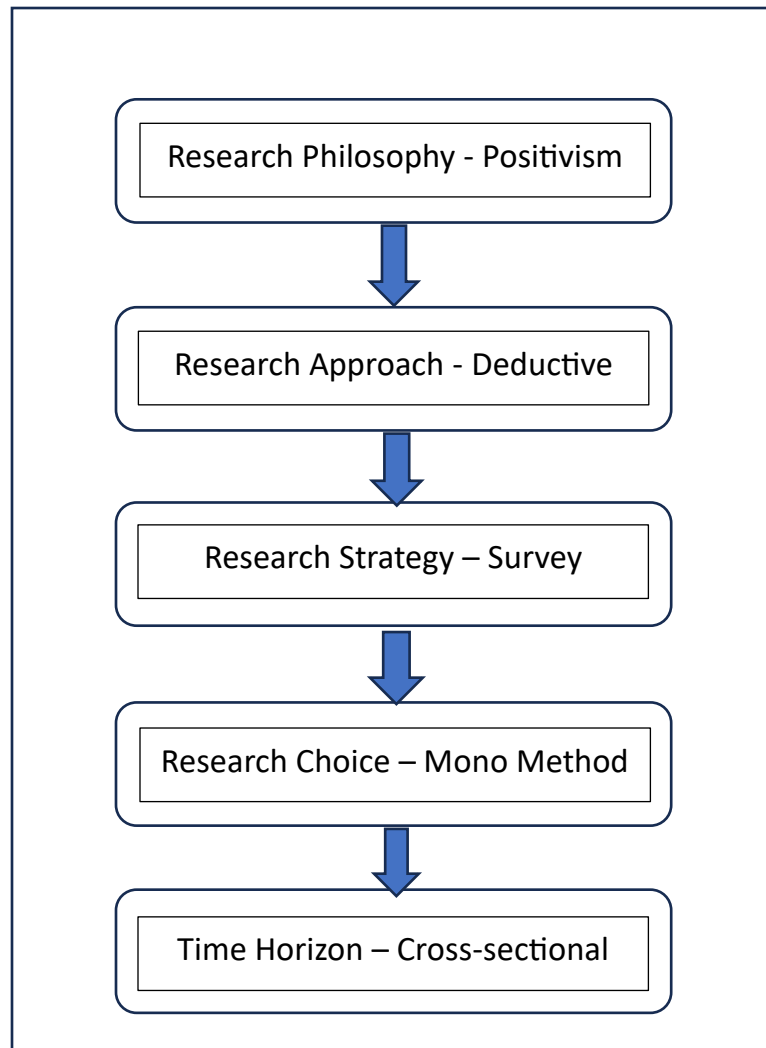 Research Philosophy - Positivism
Research Approach - Deductive
Research Strategy – Survey
Research Choice – Mono Method
Time Horizon – Cross-sectional